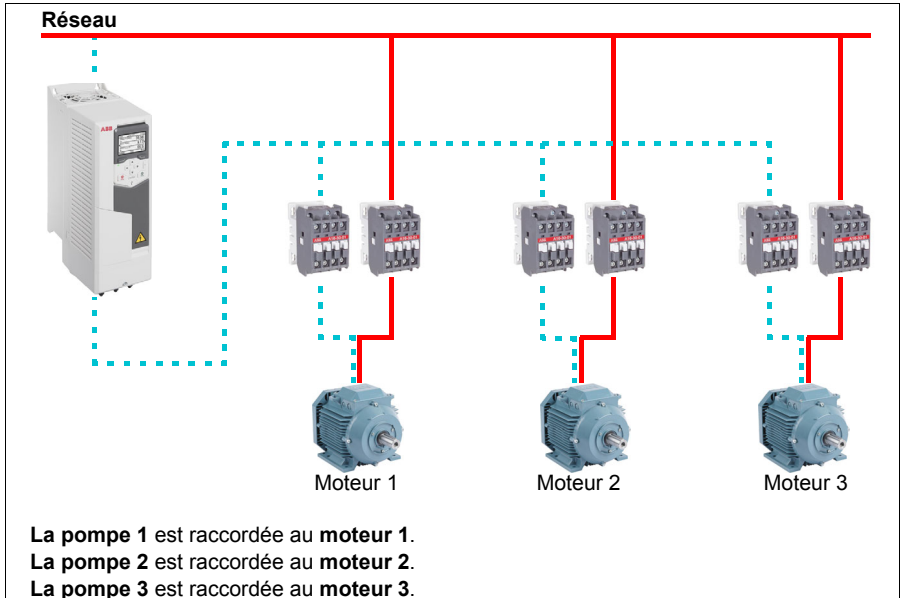 Réseau
ABB
Moteur 1
Moteur 2
Moteur 3
La pompe 1 est raccordée au moteur 1.
La pompe 2 est raccordée au moteur 2.
La pompe 3 est raccordée au moteur 3.